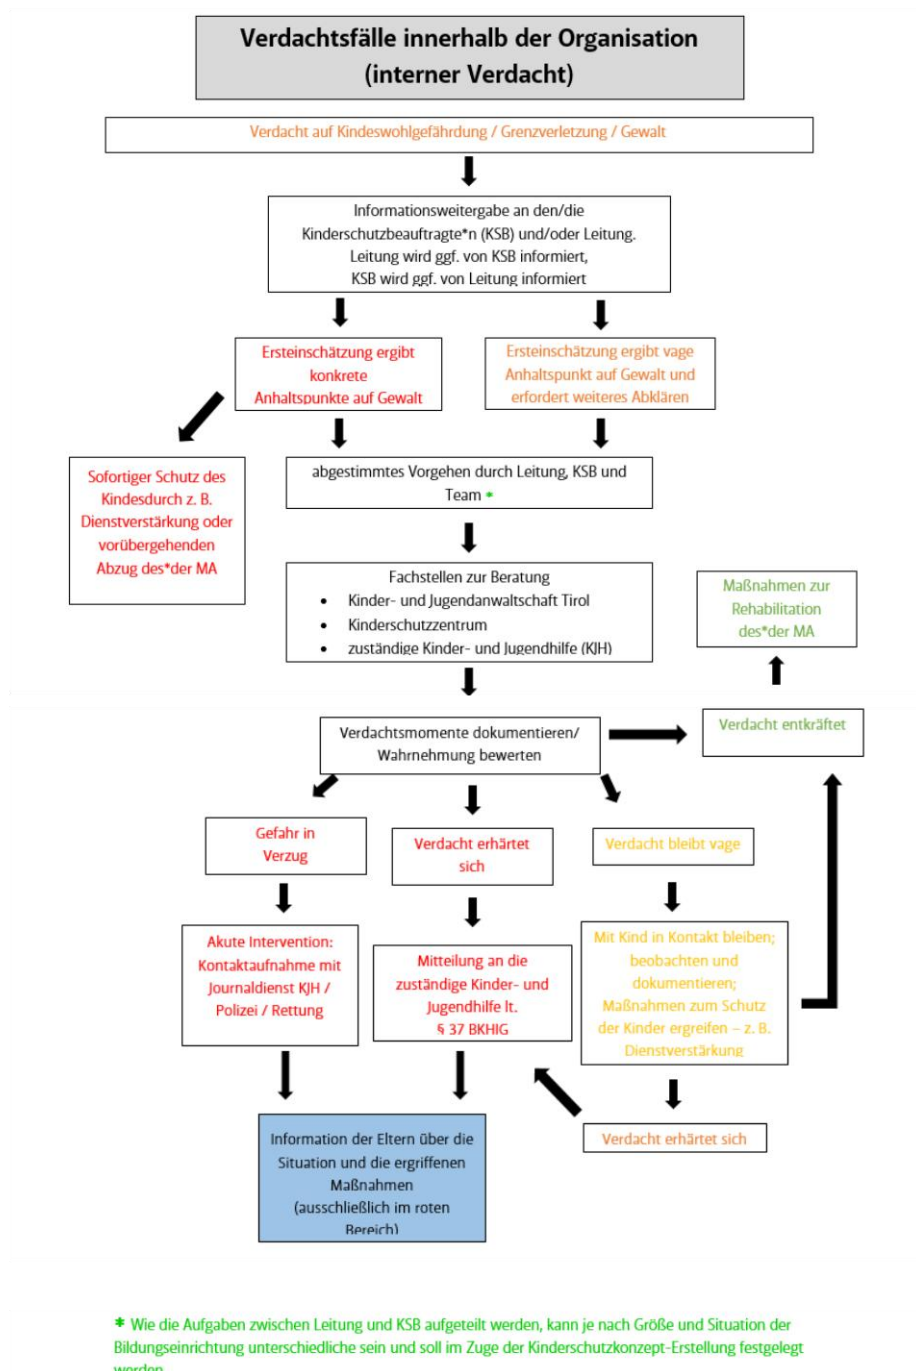 Verdachtsfälle innerhalb der Organisation
(interner Verdacht)
Verdacht auf Kindeswohlgefährdung / Grenzverletzung / Gewalt
Informationsweitergabe an den/die
Kinderschutzbeauftragte*n (KSB) und/oder Leitung.
Leitung wird ggf. von KSB informiert,
KSB wird ggf. von Leitung informiert
Ersteinschätzung ergibt
konkrete
Anhaltspunkte auf Gewalt
Ersteinschätzung ergibt vage
Anhaltspunkt auf Gewalt und
erfordert weiteres Abklären
Sofortiger Schutz des
Kindesdurch z. B.
Dienstverstärkung oder
vorübergehenden
Abzug des*der MA
abgestimmtes Vorgehen durch Leitung, KSB und
Team *
Fachstellen zur Beratung
• Kinder- und Jugendanwaltschaft Tirol
• Kinderschutzzentrum
• zuständige Kinder- und Jugendhilfe (KJH)
Maßnahmen zur
Rehabilitation
des*der MA
Verdachtsmomente dokumentieren/
Wahrnehmung bewerten
Verdacht entkräftet
Gefahr in
Verzug
Verdacht erhärtet
sich
Verdacht bleibt vage
Akute Intervention:
Kontaktaufnahme mit
Journaldienst KJH /
Polizei / Rettung
Mitteilung an die
zuständige Kinder- und
Jugendhilfe lt.
§ 37 BKHIG
Mit Kind in Kontakt bleiben;
beobachten und
dokumentieren;
Maßnahmen zum Schutz
der Kinder ergreifen – z. B.
Dienstverstärkung
Verdacht erhärtet sich
Information der Eltern über die
Situation und die ergriffenen
Maßnahmen
(ausschließlich im roten
Bereich)
* Wie die Aufgaben zwischen Leitung und KSB aufgeteilt werden, kann je nach Größe und Situation der
Bildungseinrichtung unterschiedliche sein und soll im Zuge der Kinderschutzkonzept-Erstellung festgelegt
werden